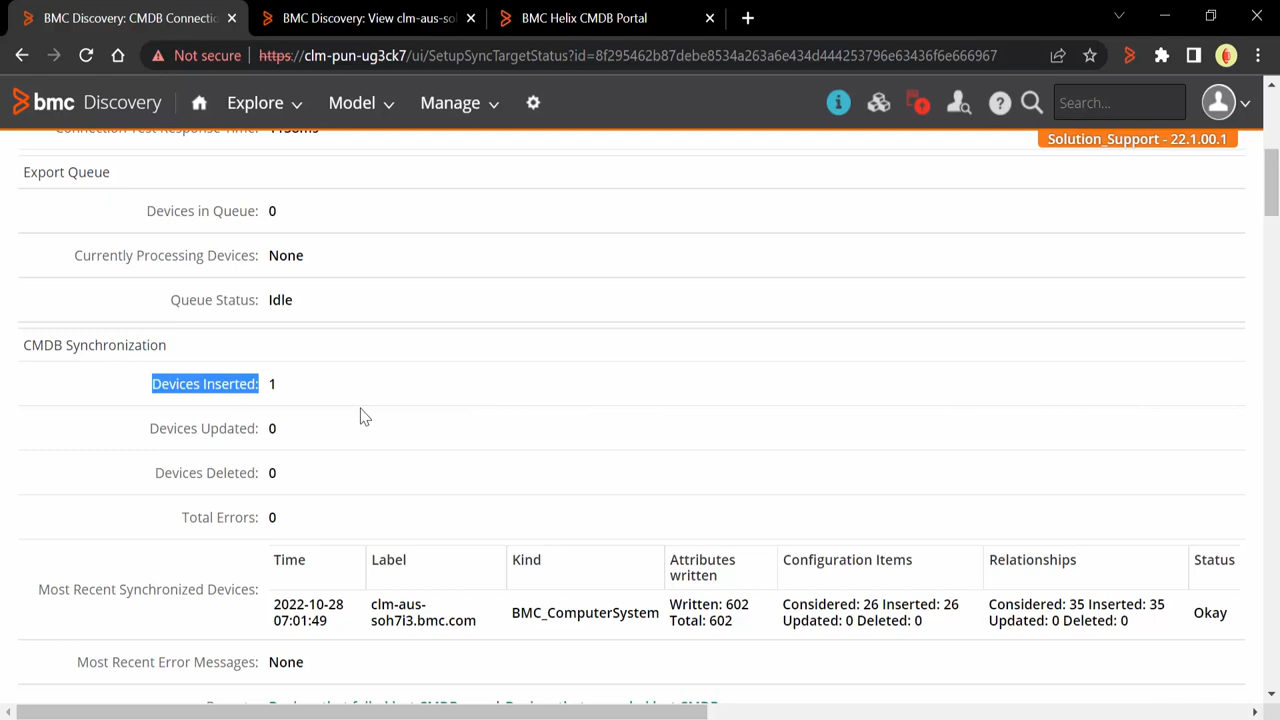 BMC Discovery: CMDB Connectio
BMC Discovery: View clm-aus-so
BMC Helix CMDB Portal
Not secure
https://clm-pun-ug3ck7/ui/SetupSyncTargetStatus?id=8f295462b87debe8534a263a6e434d444253796e63436f6e666967
bmc Discovery
Explore
Model
Manage
Search...
Connection Test Response Time:
Solution_Support - 22.1.00.1
Export Queue
Devices in Queue: 0
Currently Processing Devices: None
Queue Status: Idle
CMDB Synchronization
Devices Inserted: 1
Devices Updated: 0
Devices Deleted: 0
Total Errors: 0
Most Recent Synchronized Devices:
Time
Label
Kind
Attributes
written
Configuration Items
Relationships
Status
2022-10-28
07:01:49
clm-aus-
soh7i3.bmc.com
BMC_ComputerSystem
Written: 602
Total: 602
Considered: 26 Inserted: 26
Updated: 0 Deleted: 0
Considered: 35 Inserted: 35
Updated: 0 Deleted: 0
Okay
Most Recent Error Messages: None